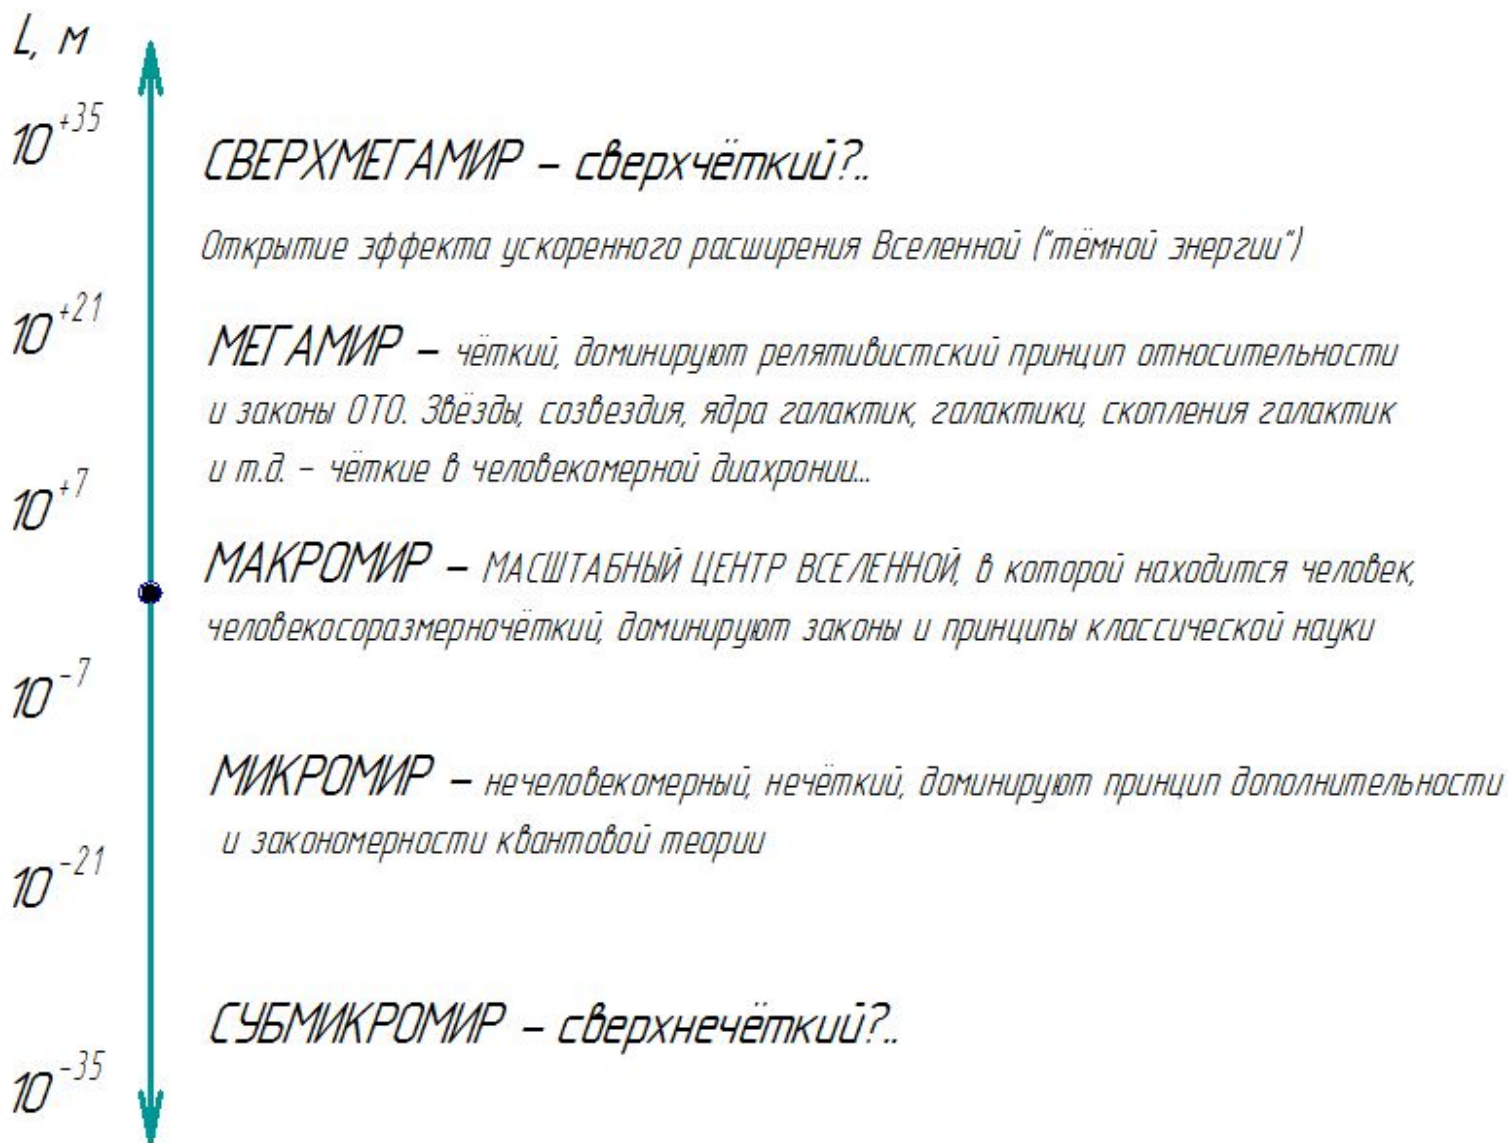 L, м
10⁺³⁵
СВЕРХМЕГАМИР – сверхчёткий?..
Открытие эффекта ускоренного расширения Вселенной ("тёмной энергии")
10⁺²¹
МЕГАМИР – чёткий, доминируют релятивистский принцип относительности
и законы ОТО. Звёзды, созвездия, ядра галактик, галактики, скопления галактик
и т.д. – чёткие в человекомерной диахронии...
10⁺⁷
МАКРОМИР – МАСШТАБНЫЙ ЦЕНТР ВСЕЛЕННОЙ, в которой находится человек,
человекосоразмерночёткий, доминируют законы и принципы классической науки
10⁻⁷
МИКРОМИР – нечеловекомерный, нечёткий, доминируют принцип дополнительности
и закономерности квантовой теории
10⁻²¹
СУБМИКРОМИР – сверхнечёткий?..
10⁻³⁵